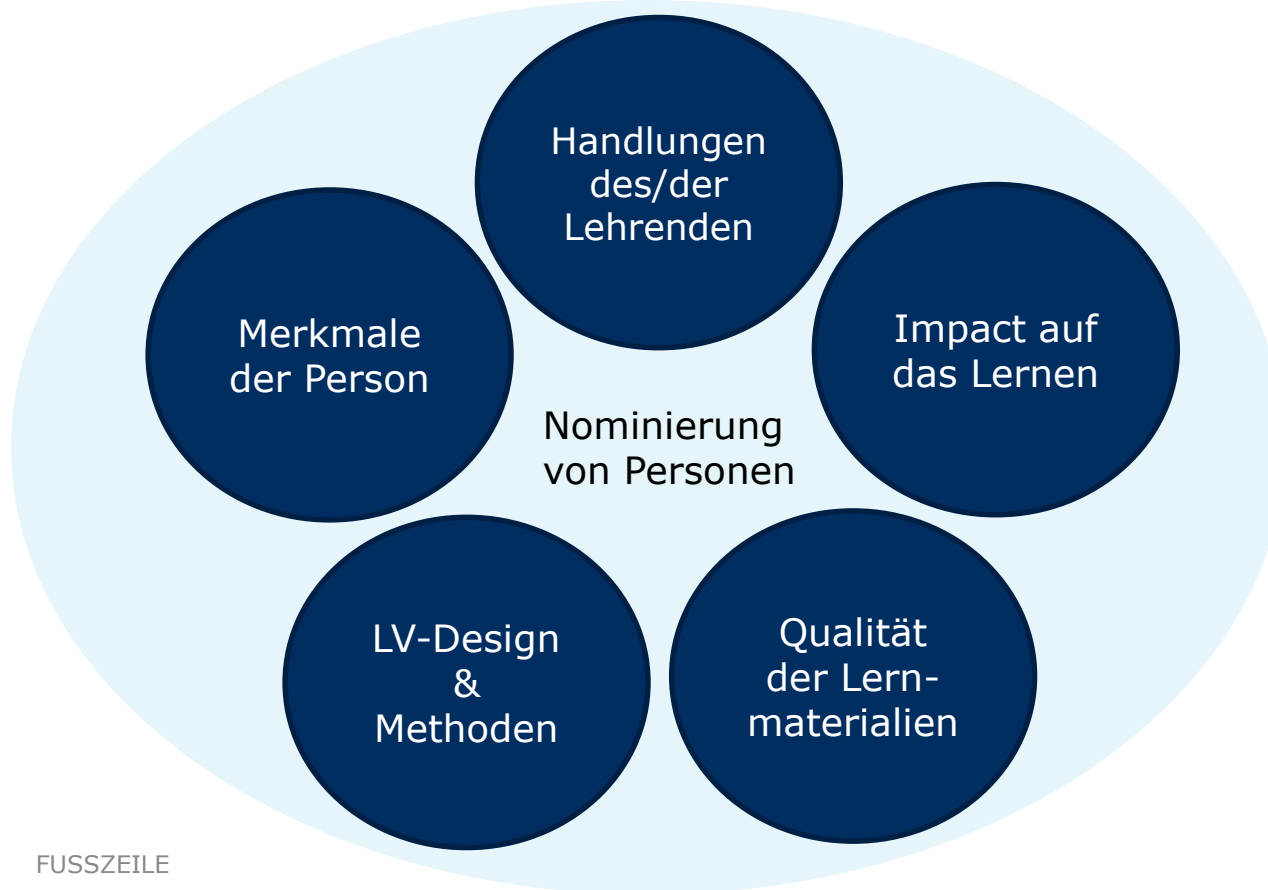 Handlungen
des/der
Lehrenden
Merkmale
der Person
Impact auf
das Lernen
Nominierung
von Personen
LV-Design
&
Methoden
Qualität
der Lern-
materialien
FUSSZEILE